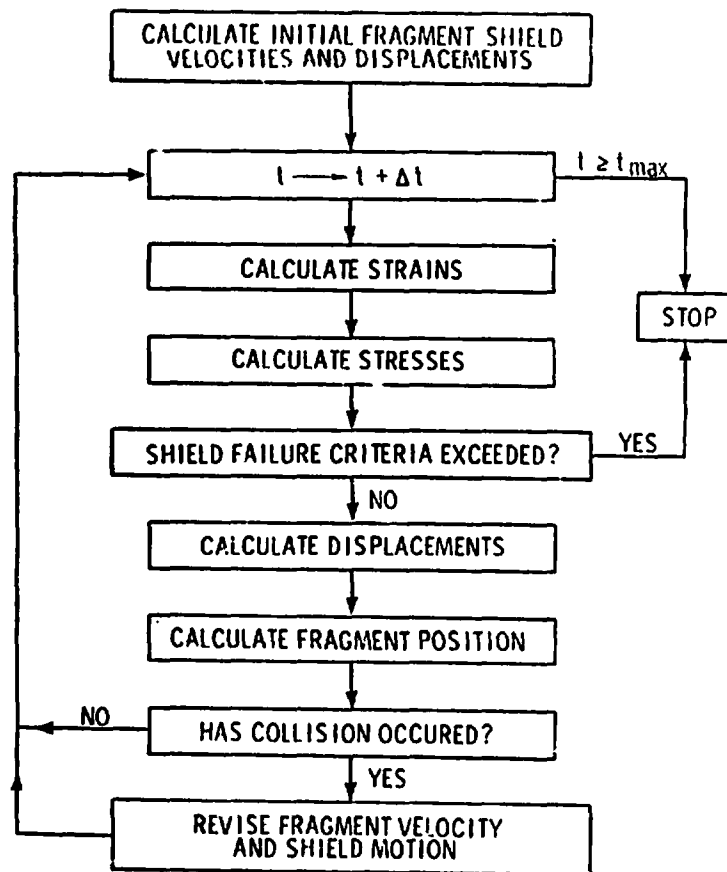 CALCULATE INITIAL FRAGMENT SHIELD
VELOCITIES AND DISPLACEMENTS
t → t + Δt
t ≥ tmax
CALCULATE STRAINS
STOP
CALCULATE STRESSES
SHIELD FAILURE CRITERIA EXCEEDED?
YES
NO
CALCULATE DISPLACEMENTS
CALCULATE FRAGMENT POSITION
NO
HAS COLLISION OCCURED?
YES
REVISE FRAGMENT VELOCITY
AND SHIELD MOTION